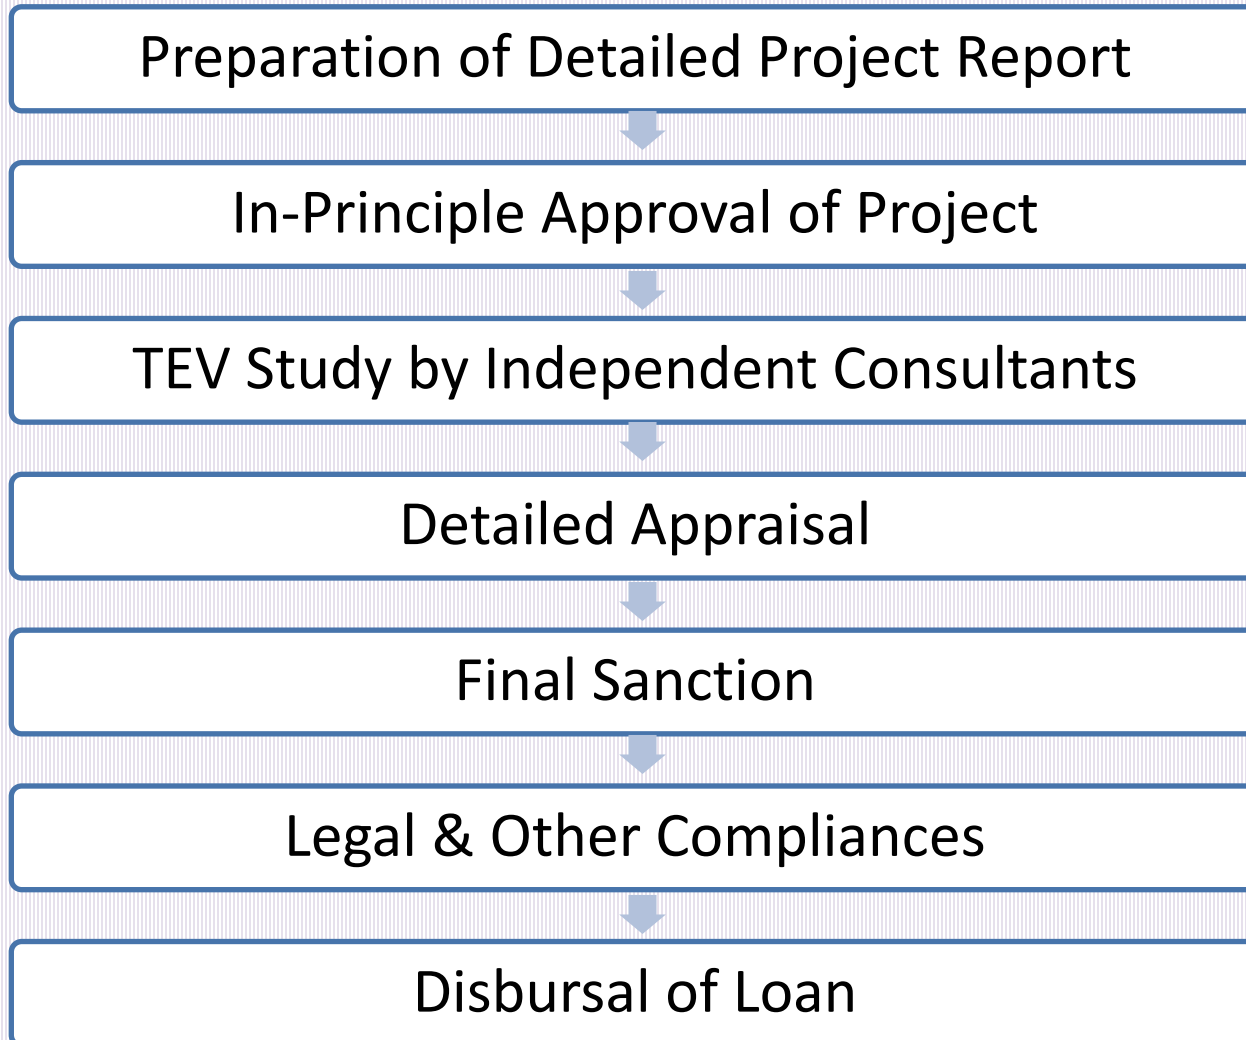 Preparation of Detailed Project Report
In-Principle Approval of Project
TEV Study by Independent Consultants
Detailed Appraisal
Final Sanction
Legal & Other Compliances
Disbursal of Loan